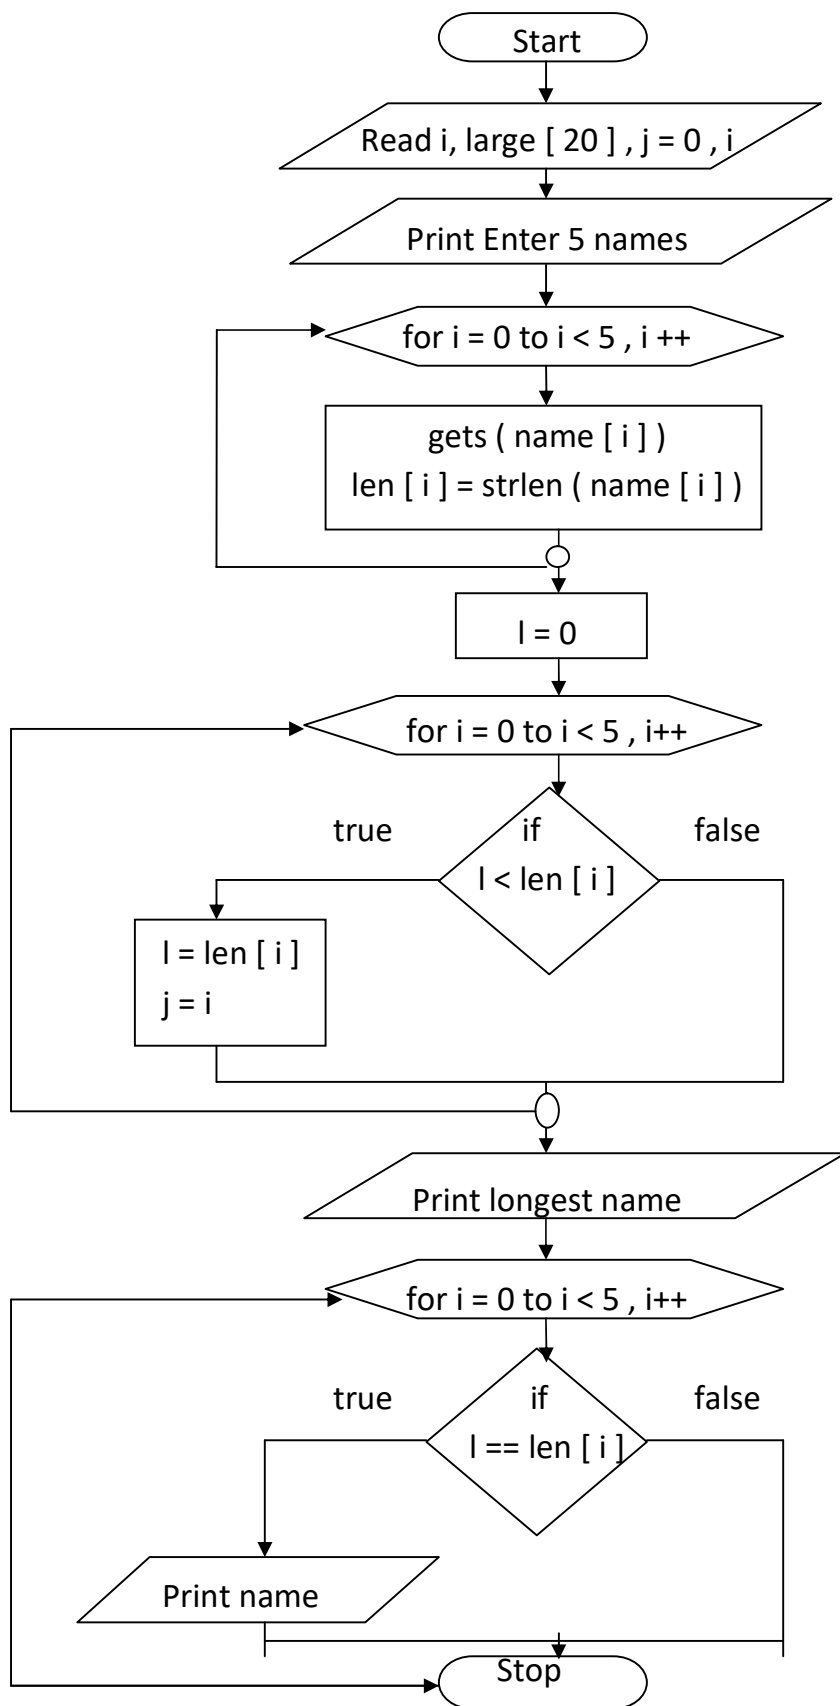 Start
Read i, large [ 20 ] , j = 0 , i
Print Enter 5 names
for i = 0 to i < 5 , i ++
gets ( name [ i ] )
len [ i ] = strlen ( name [ i ] )
l = 0
for i = 0 to i < 5 , i++
true if false
l < len [ i ]
l = len [ i ]
j = i
Print longest name
for i = 0 to i < 5 , i++
true if false
l == len [ i ]
Print name
Stop